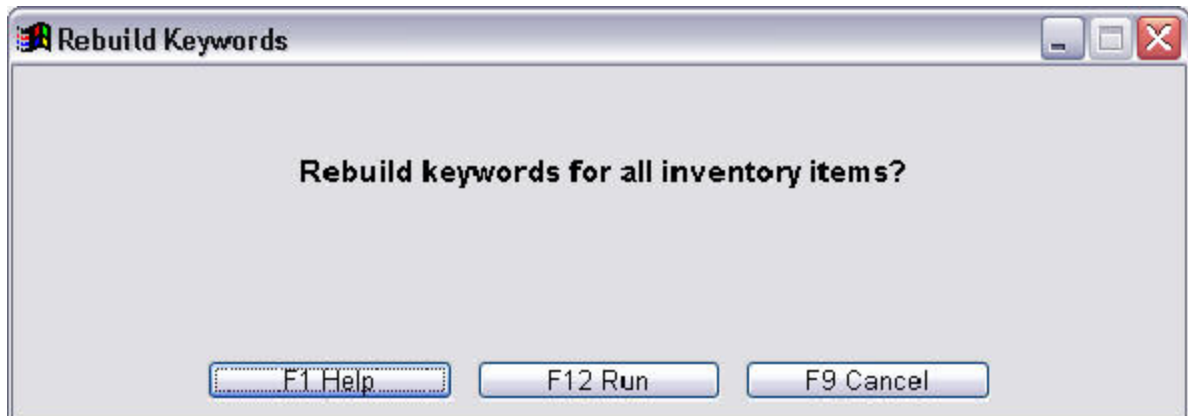 Rebuild Keywords
Rebuild keywords for all inventory items?
F1 Help
F12 Run
F9 Cancel